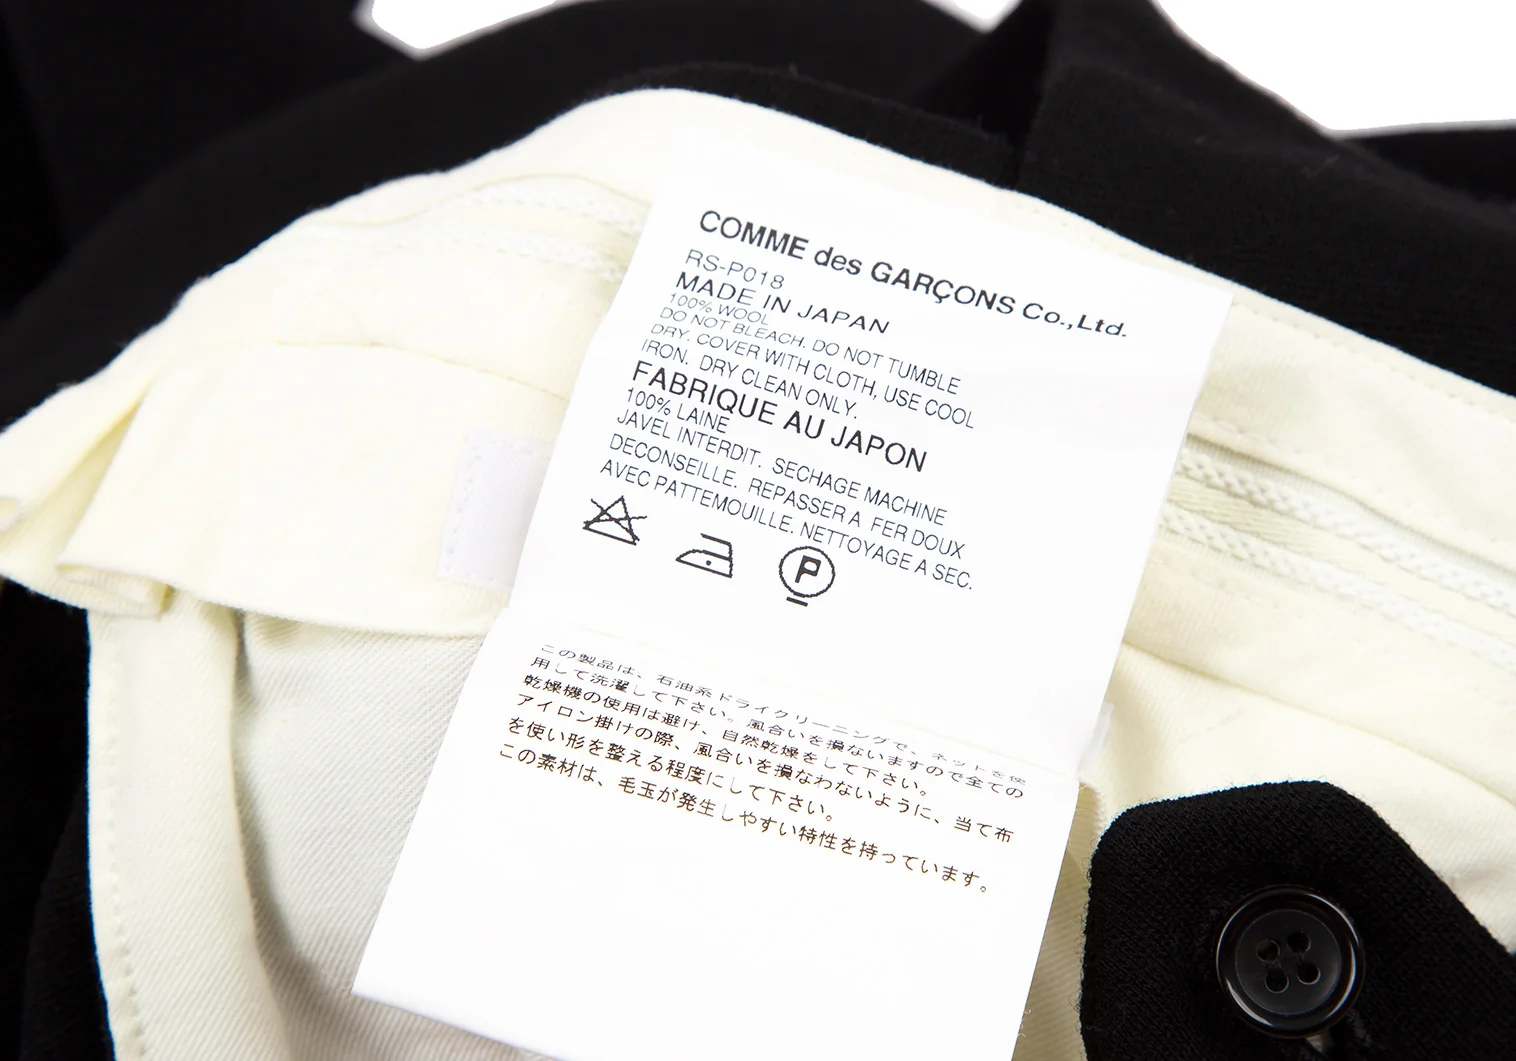 COMME des GARÇONS Co.,Ltd.
RS-P018
MADE IN JAPAN
100% WOOL
DO NOT BLEACH. DO NOT TUMBLE
DRY. COVER WITH CLOTH, USE COOL
IRON. DRY CLEAN ONLY.
FABRIQUE AU JAPON
100% LAINE
JAVEL INTERDIT. SECHAGE MACHINE
DECONSEILLE. REPASSER A FER DOUX
AVEC PATTEMOUILLE. NETTOYAGE A SEC.
P
この製品は、石油系ドライクリーニングで、ネットを使
用して洗濯して下さい。風合いを損ないますので全ての
乾燥機の使用は避け、自然乾燥をして下さい。
アイロン掛けの際、風合いを損なわないように、当て布
を使い形を整える程度にして下さい。
この素材は、毛玉が発生しやすい特性を持っています。